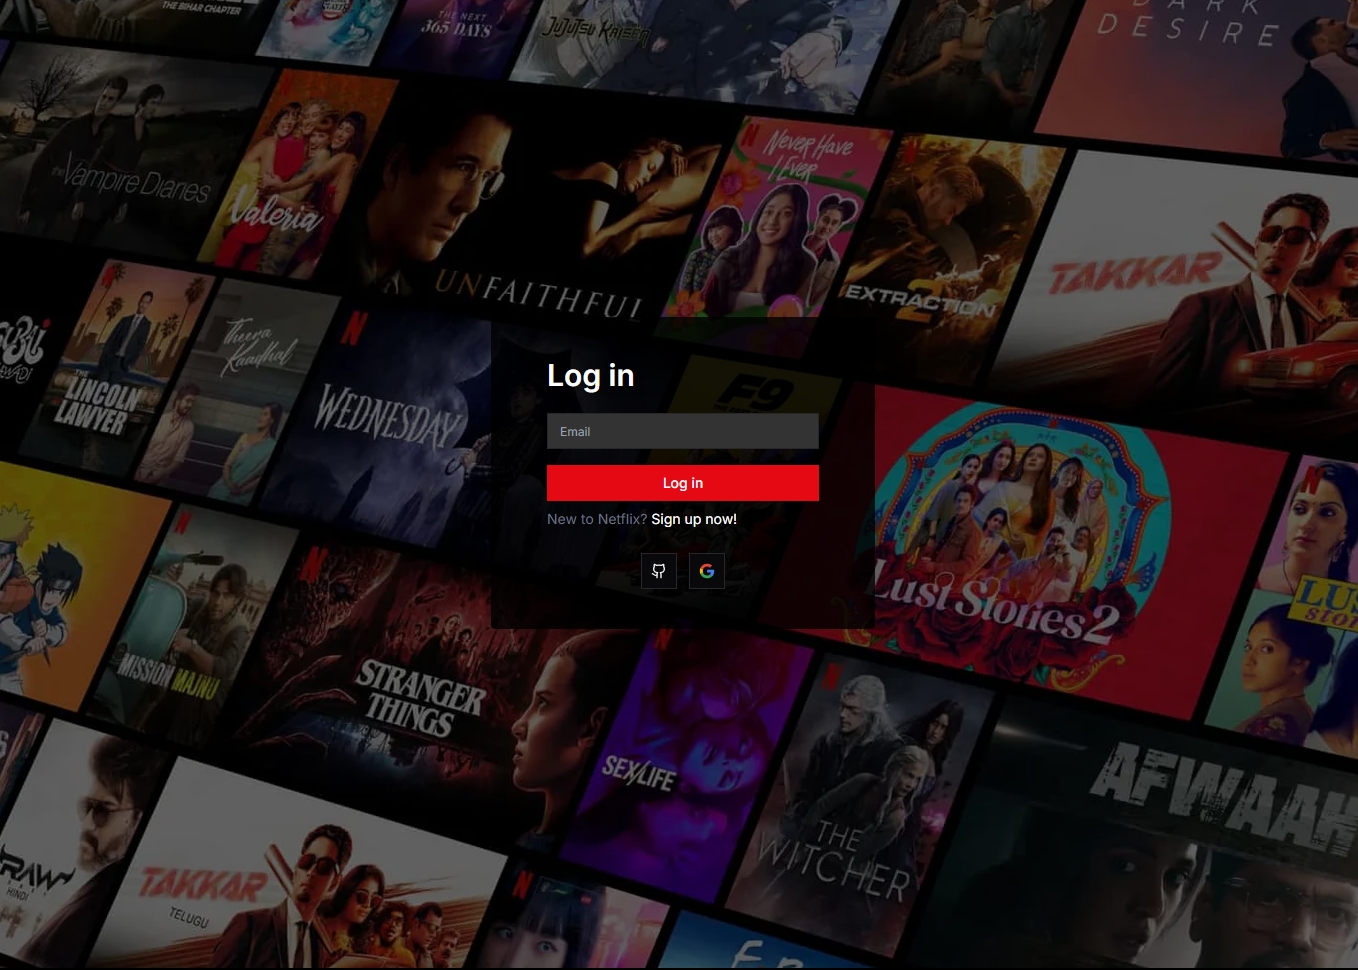 THE BIHAR CHAPTER
THE NEXT
365 DAYS
JUJUTSU KAISEN
DARK
DESIRE
the Vampire Diaries
Valeria
UNFAITHFUL
N
Never Have
I Ever
EXTRACTION
2
TAKKAR
THE
LINCOLN
LAWYER
Theera
Kaadhal
N
WEDNESDAY
F9
Log in
Email
Log in
New to Netflix? Sign up now!
Lust Stories 2
LUS
STOR
MISSION MAJNU
STRANGER
THINGS
SEX/LIFE
THE
WITCHER
AFWAAH
RAW
HINDI
TAKKAR
TELUGU
N